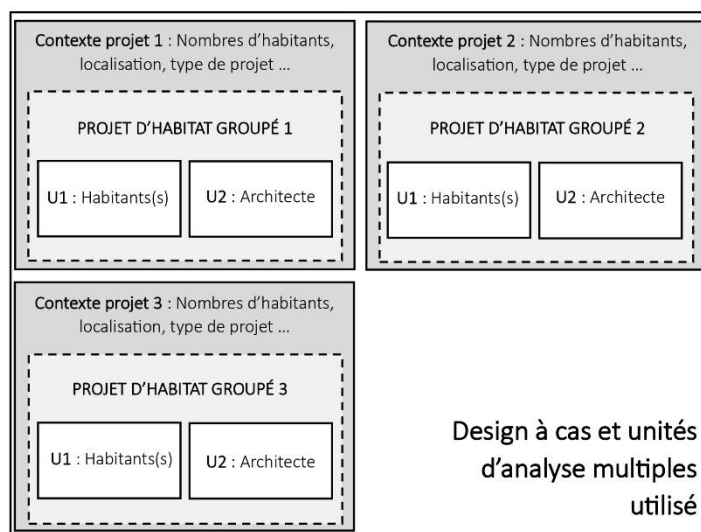 Contexte projet 1 : Nombres d’habitants,
localisation, type de projet ...
PROJET D’HABITAT GROUPÉ 1
U1 : Habitants(s)
U2 : Architecte
Contexte projet 2 : Nombres d’habitants,
localisation, type de projet ...
PROJET D’HABITAT GROUPÉ 2
U1 : Habitants(s)
U2 : Architecte
Contexte projet 3 : Nombres d’habitants,
localisation, type de projet ...
PROJET D’HABITAT GROUPÉ 3
U1 : Habitants(s)
U2 : Architecte
Design à cas et unités
d’analyse multiples
utilisé